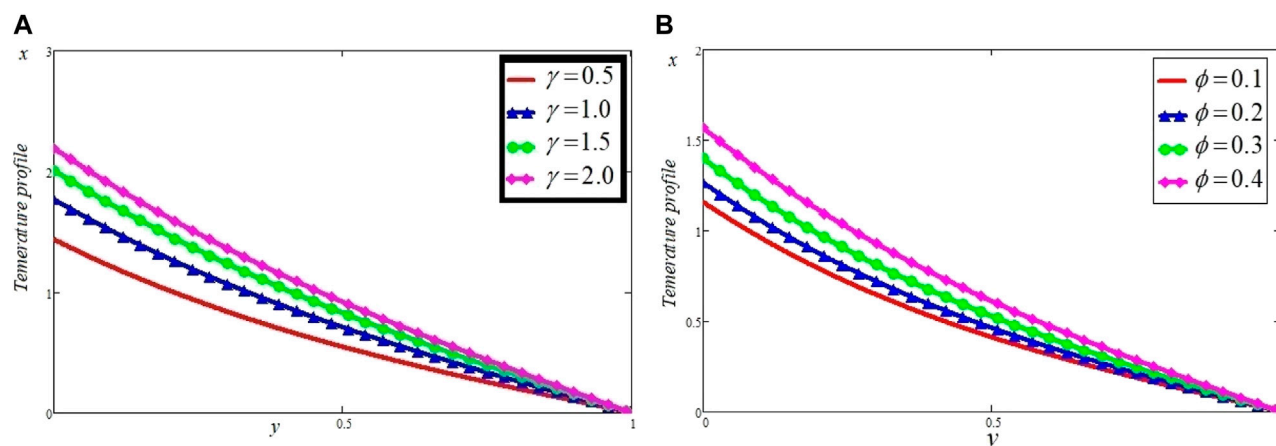 A
x
3
2
1
0
Temerature profile
0.5
1
y
γ=0.5
γ=1.0
γ=1.5
γ=2.0
B
x
2
1.5
1
0.5
0
Temerature profile
0
0.5
y
ϕ=0.1
ϕ=0.2
ϕ=0.3
ϕ=0.4